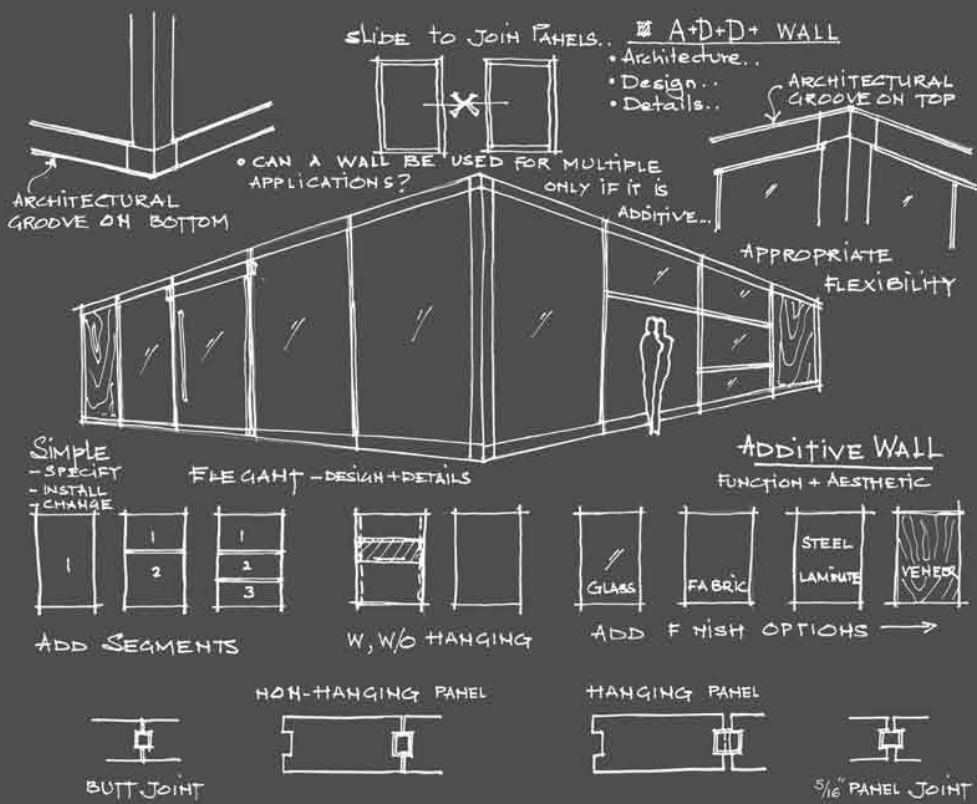 SLIDE TO JOIN PANELS..
A+D+D+ WALL
• Architecture..
• Design..
• Details..
ARCHITECTURAL
GROOVE ON TOP
• CAN A WALL BE USED FOR MULTIPLE
APPLICATIONS?
ONLY IF IT IS
ADDITIVE...
ARCHITECTURAL
GROOVE ON BOTTOM
APPROPRIATE
FLEXIBILITY
SIMPLE
- SPECIFY
- INSTALL
- CHANGE
ELEGANT - DESIGN + DETAILS
ADDITIVE WALL
FUNCTION + AESTHETIC
1
1
2
1
2
3
GLASS
FABRIC
STEEL
LAMINATE
VENEER
ADD SEGMENTS
W, W/O HANGING
ADD F NISH OPTIONS
NON-HANGING PANEL
HANGING PANEL
BUTT JOINT
5/16" PANEL JOINT